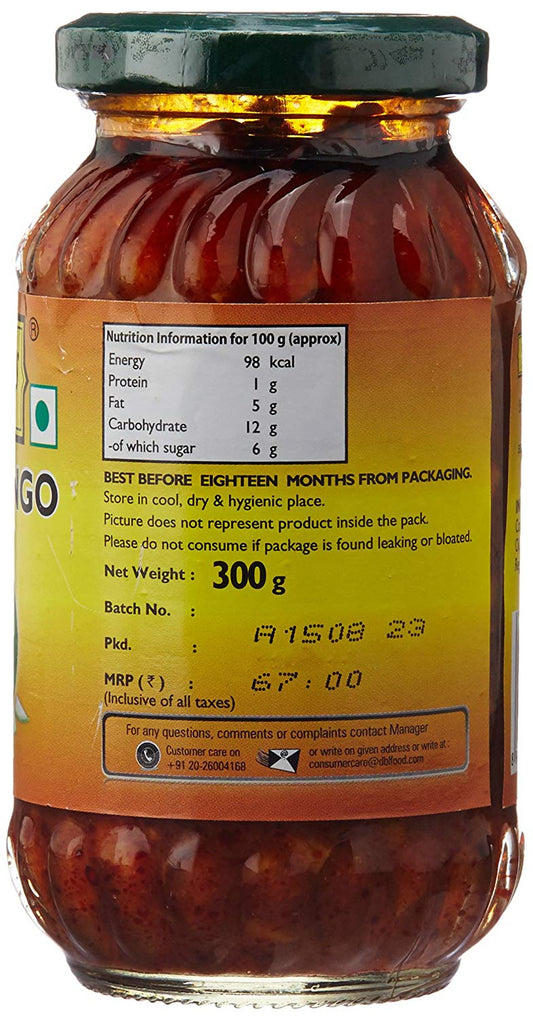 ®
NGO
Nutrition Information for 100 g (approx)
Energy 98 kcal
Protein 1 g
Fat 5 g
Carbohydrate 12 g
-of which sugar 6 g
BEST BEFORE EIGHTEEN MONTHS FROM PACKAGING.
Store in cool, dry & hygienic place.
Picture does not represent product inside the pack.
Please do not consume if package is found leaking or bloated.
Net Weight : 300 g
Batch No. :
Pkd. : A1508 23
MRP (₹) : 67:00
(Inclusive of all taxes)
For any questions, comments or complaints contact Manager
Customer care on
+91 20-26004168
or write on given address or write at :
consumercare@dblfood.com